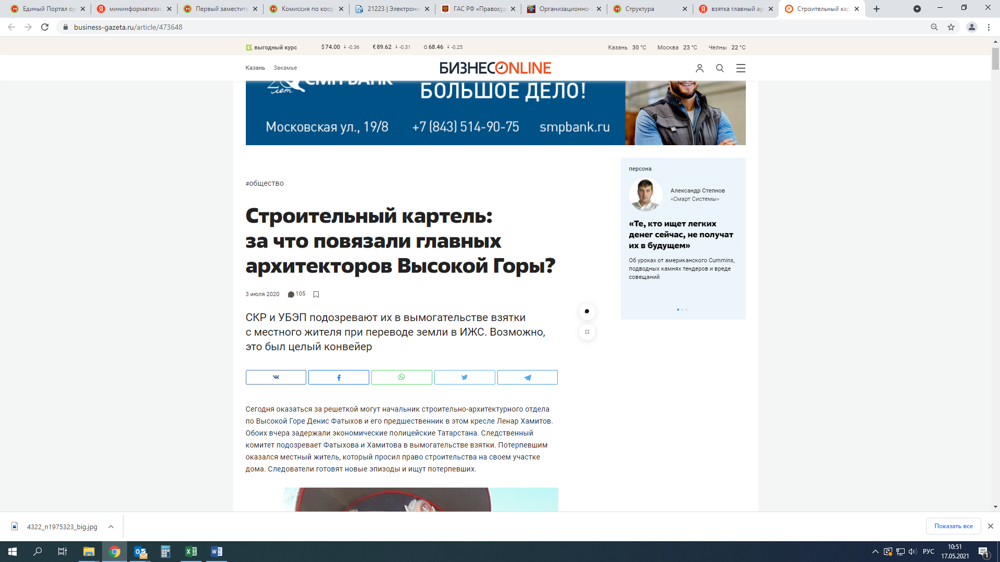 Единый Портал ор
мининформатизац
Первый заместите
Комиссия по коор
21223 | Электронн
ГАС РФ «Правосуд
Организационно-
Структура
взятка главный ар
Строительный кар
business-gazeta.ru/article/473648
выгодный курс $ 74.00 ↓ -0.36 € 89.62 ↓ -0.31 68.46 ↓ -0.25 Казань 30 °C Москва 23 °C Челны 22 °C
Казань Закамье БИЗНЕС ONLINE
20 лет СМП БАНК
БОЛЬШОЕ ДЕЛО!
Московская ул., 19/8 +7 (843) 514-90-75 smpbank.ru
#общество
Строительный картель:
за что повязали главных
архитекторов Высокой Горы?
3 июля 2020 105
СКР и УБЭП подозревают их в вымогательстве взятки
с местного жителя при переводе земли в ИЖС. Возможно,
это был целый конвейер
Сегодня оказаться за решеткой могут начальник строительно-архитектурного отдела
по Высокой Горе Денис Фатыхов и его предшественник в этом кресле Ленар Хамитов.
Обоих вчера задержали экономические полицейские Татарстана. Следственный
комитет подозревает Фатыхова и Хамитова в вымогательстве взятки. Потерпевшим
оказался местный житель, который просил право строительства на своем участке
дома. Следователи готовят новые эпизоды и ищут потерпевших.
персона
Александр Степнов
«Смарт Системы»
«Те, кто ищет легких
денег сейчас, не получат
их в будущем»
Об уроках от американского Cummins,
подводных камнях тендеров и вреде
совещаний
4322_n1975323_big.jpg
Показать все
РУС
10:51
17.05.2021
1